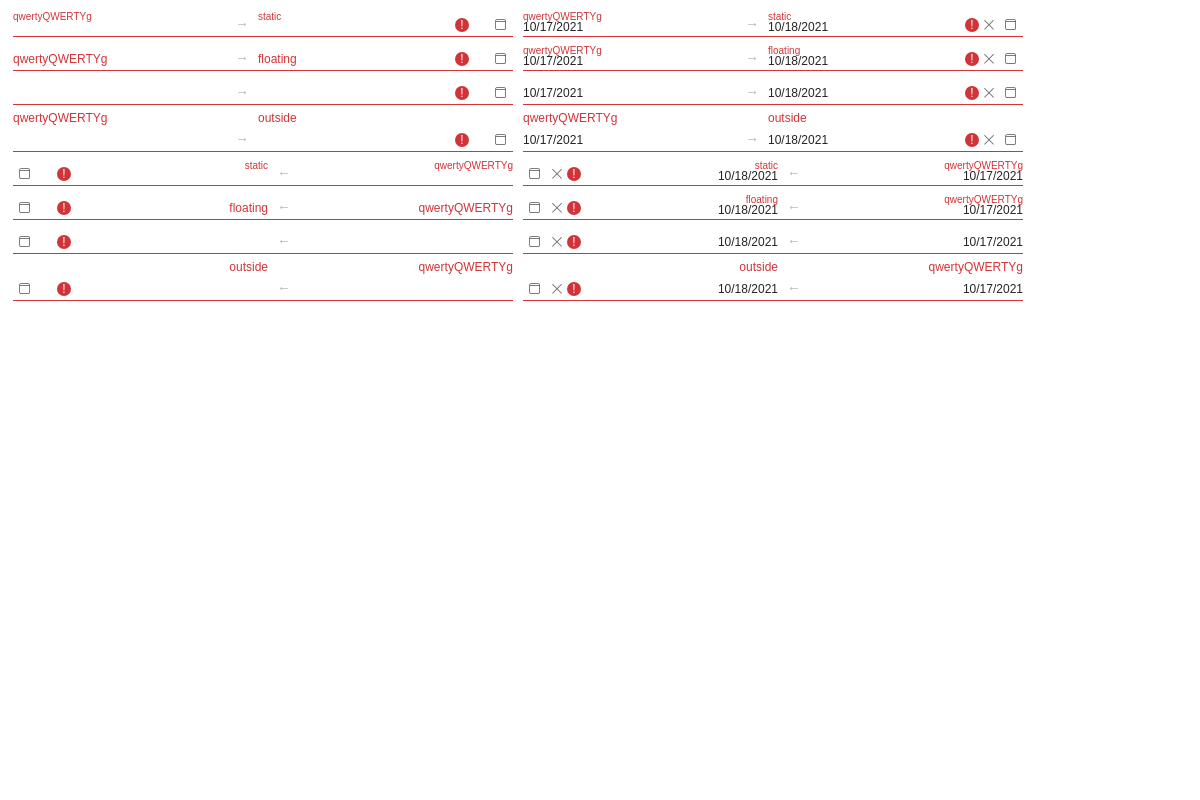 qwertyQWERTYg → static ! qwertyQWERTYg static
10/17/2021 → 10/18/2021 !
qwertyQWERTYg → floating ! qwertyQWERTYg floating
10/17/2021 → 10/18/2021 !
→ ! 10/17/2021 → 10/18/2021 !
qwertyQWERTYg outside qwertyQWERTYg outside
→ ! 10/17/2021 → 10/18/2021 !
! static ← qwertyQWERTYg static qwertyQWERTYg
! 10/18/2021 ← 10/17/2021
! floating ← qwertyQWERTYg floating qwertyQWERTYg
! 10/18/2021 ← 10/17/2021
! ← ! 10/18/2021 ← 10/17/2021
outside qwertyQWERTYg outside qwertyQWERTYg
! ← ! 10/18/2021 ← 10/17/2021